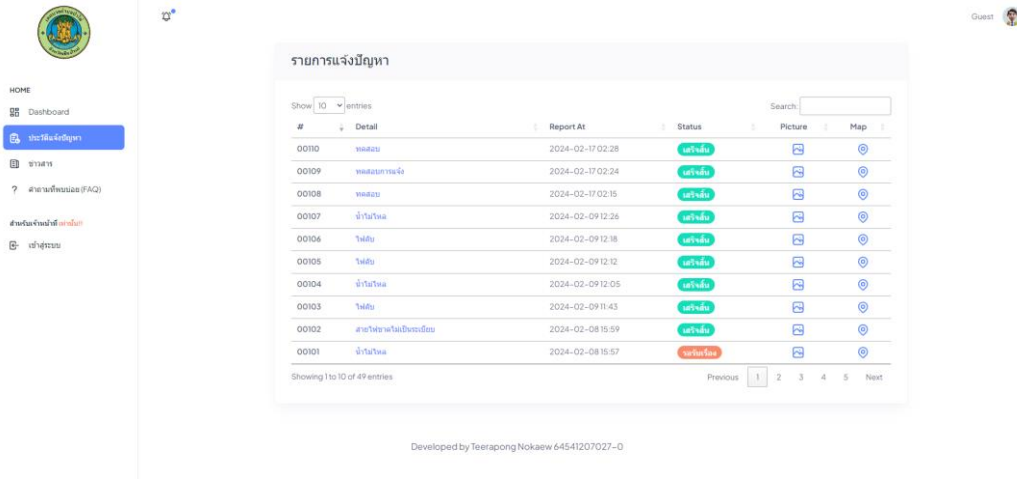 Guest
รายการแจ้งปัญหา
HOME
Dashboard
ประวัติแจ้งปัญหา
ข่าวสาร
คำถามที่พบบ่อย (FAQ)
สำหรับเจ้าหน้าที่ เท่านั้น!!
เข้าสู่ระบบ
Show 10 entries
Search:
# Detail Report At Status Picture Map
00110 ทดสอบ 2024-02-17 02:28 เสร็จสิ้น
00109 ทดสอบการแจ้ง 2024-02-17 02:24 เสร็จสิ้น
00108 ทดสอบ 2024-02-17 02:15 เสร็จสิ้น
00107 น้ำไม่ไหล 2024-02-09 12:26 เสร็จสิ้น
00106 ไฟดับ 2024-02-09 12:18 เสร็จสิ้น
00105 ไฟดับ 2024-02-09 12:12 เสร็จสิ้น
00104 น้ำไม่ไหล 2024-02-09 12:05 เสร็จสิ้น
00103 ไฟดับ 2024-02-09 11:43 เสร็จสิ้น
00102 สายไฟขาดไม่เป็นระเบียบ 2024-02-08 15:59 เสร็จสิ้น
00101 น้ำไม่ไหล 2024-02-08 15:57 รอรับเรื่อง
Showing 1 to 10 of 49 entries
Previous 1 2 3 4 5 Next
Developed by Teerapong Nokaew 64541207027-0